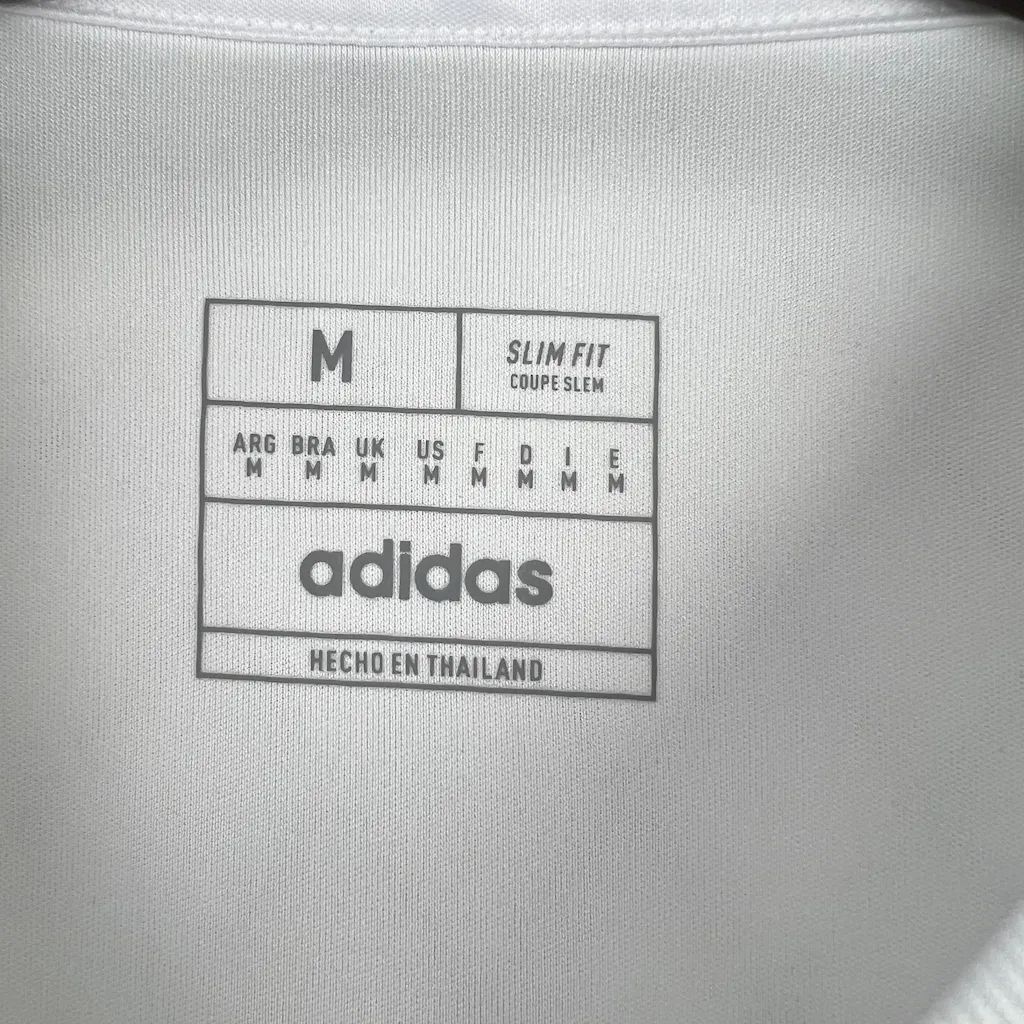 M
SLIM FIT
COUPE SLEM
ARG BRA UK US F D I E
M M M M M M M M
adidas
HECHO EN THAILAND